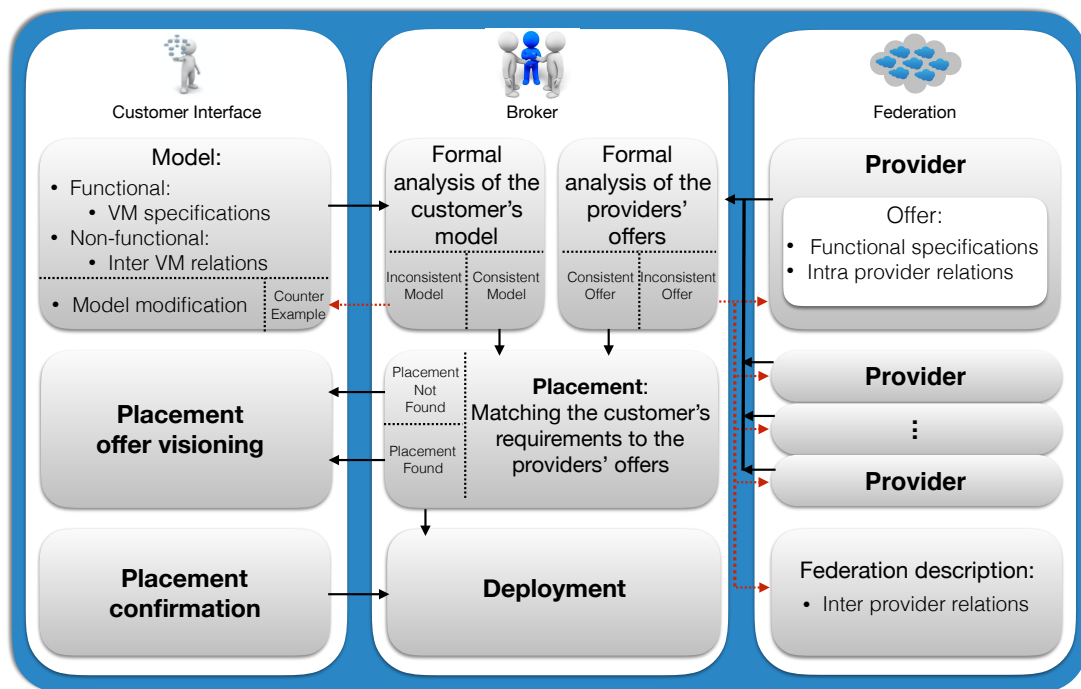 Customer Interface
Model:
• Functional:
• VM specifications
• Non-functional:
• Inter VM relations
• Model modification
Counter
Example
Placement
offer visioning
Placement
confirmation
Broker
Formal
analysis of the
customer's
model
Inconsistent
Model
Consistent
Model
Formal
analysis of the
providers'
offers
Consistent
Offer
Inconsistent
Offer
Placement
Not
Found
Placement
Found
Placement:
Matching the customer's
requirements to the
providers' offers
Deployment
Federation
Provider
Offer:
• Functional specifications
• Intra provider relations
Provider
...
Provider
Federation description:
• Inter provider relations